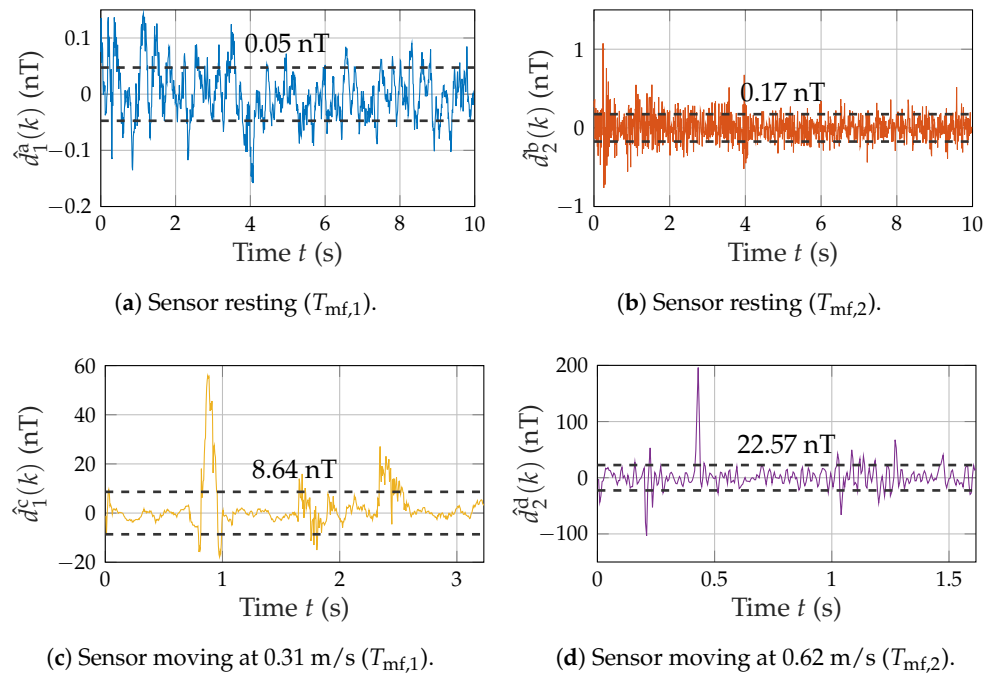 0.1
0
−0.1
−0.2
0.05 nT
0 2 4 6 8 10
Time t (s)
d̂₁ᵃ(k) (nT)
(a) Sensor resting (T_mf,1).
1
0
−1
0.17 nT
0 2 4 6 8 10
Time t (s)
d̂₂ᵇ(k) (nT)
(b) Sensor resting (T_mf,2).
60
40
20
0
−20
8.64 nT
0 1 2 3
Time t (s)
d̂₁ᶜ(k) (nT)
(c) Sensor moving at 0.31 m/s (T_mf,1).
200
100
0
−100
22.57 nT
0 0.5 1 1.5
Time t (s)
d̂₂ᵈ(k) (nT)
(d) Sensor moving at 0.62 m/s (T_mf,2).